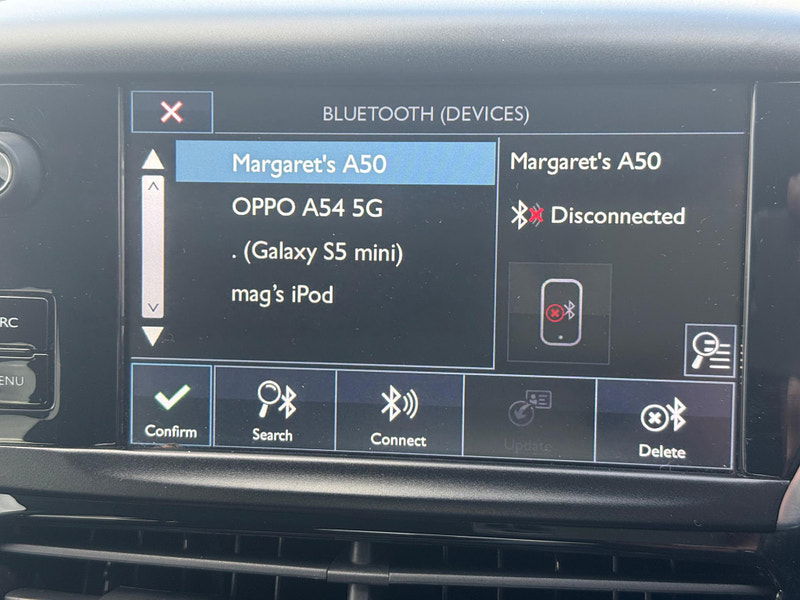 BLUETOOTH (DEVICES)
Margaret's A50
OPPO A54 5G
. (Galaxy S5 mini)
mag's iPod
Margaret's A50
Disconnected
RC
ENU
Confirm
Search
Connect
Update
Delete